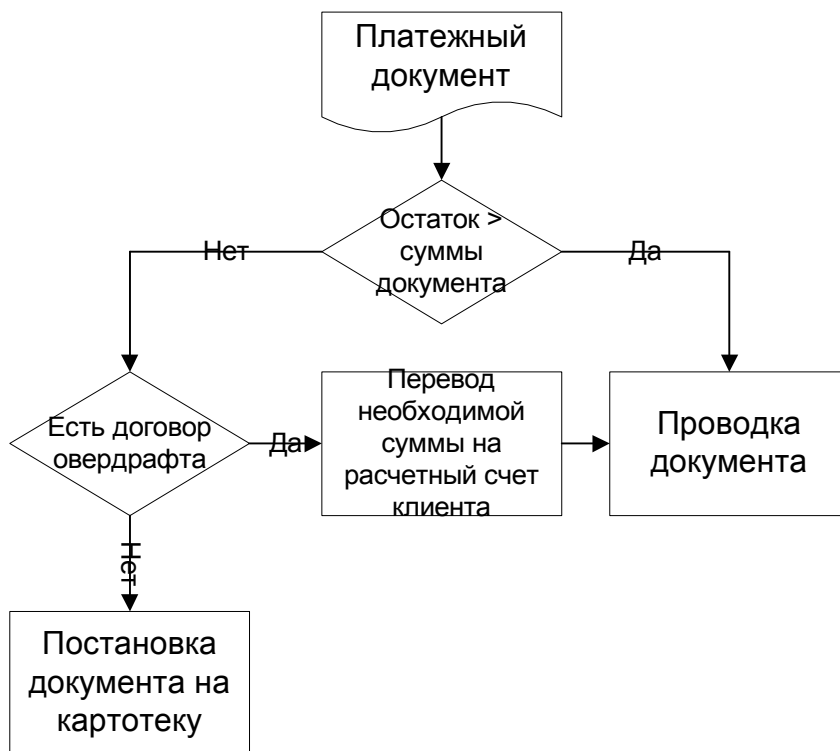 Платежный
документ
Остаток >
суммы
документа
Нет
Да
Есть договор
овердрафта
Да
Перевод
необходимой
суммы на
расчетный счет
клиента
Проводка
документа
Нет
Постановка
документа на
картотеку